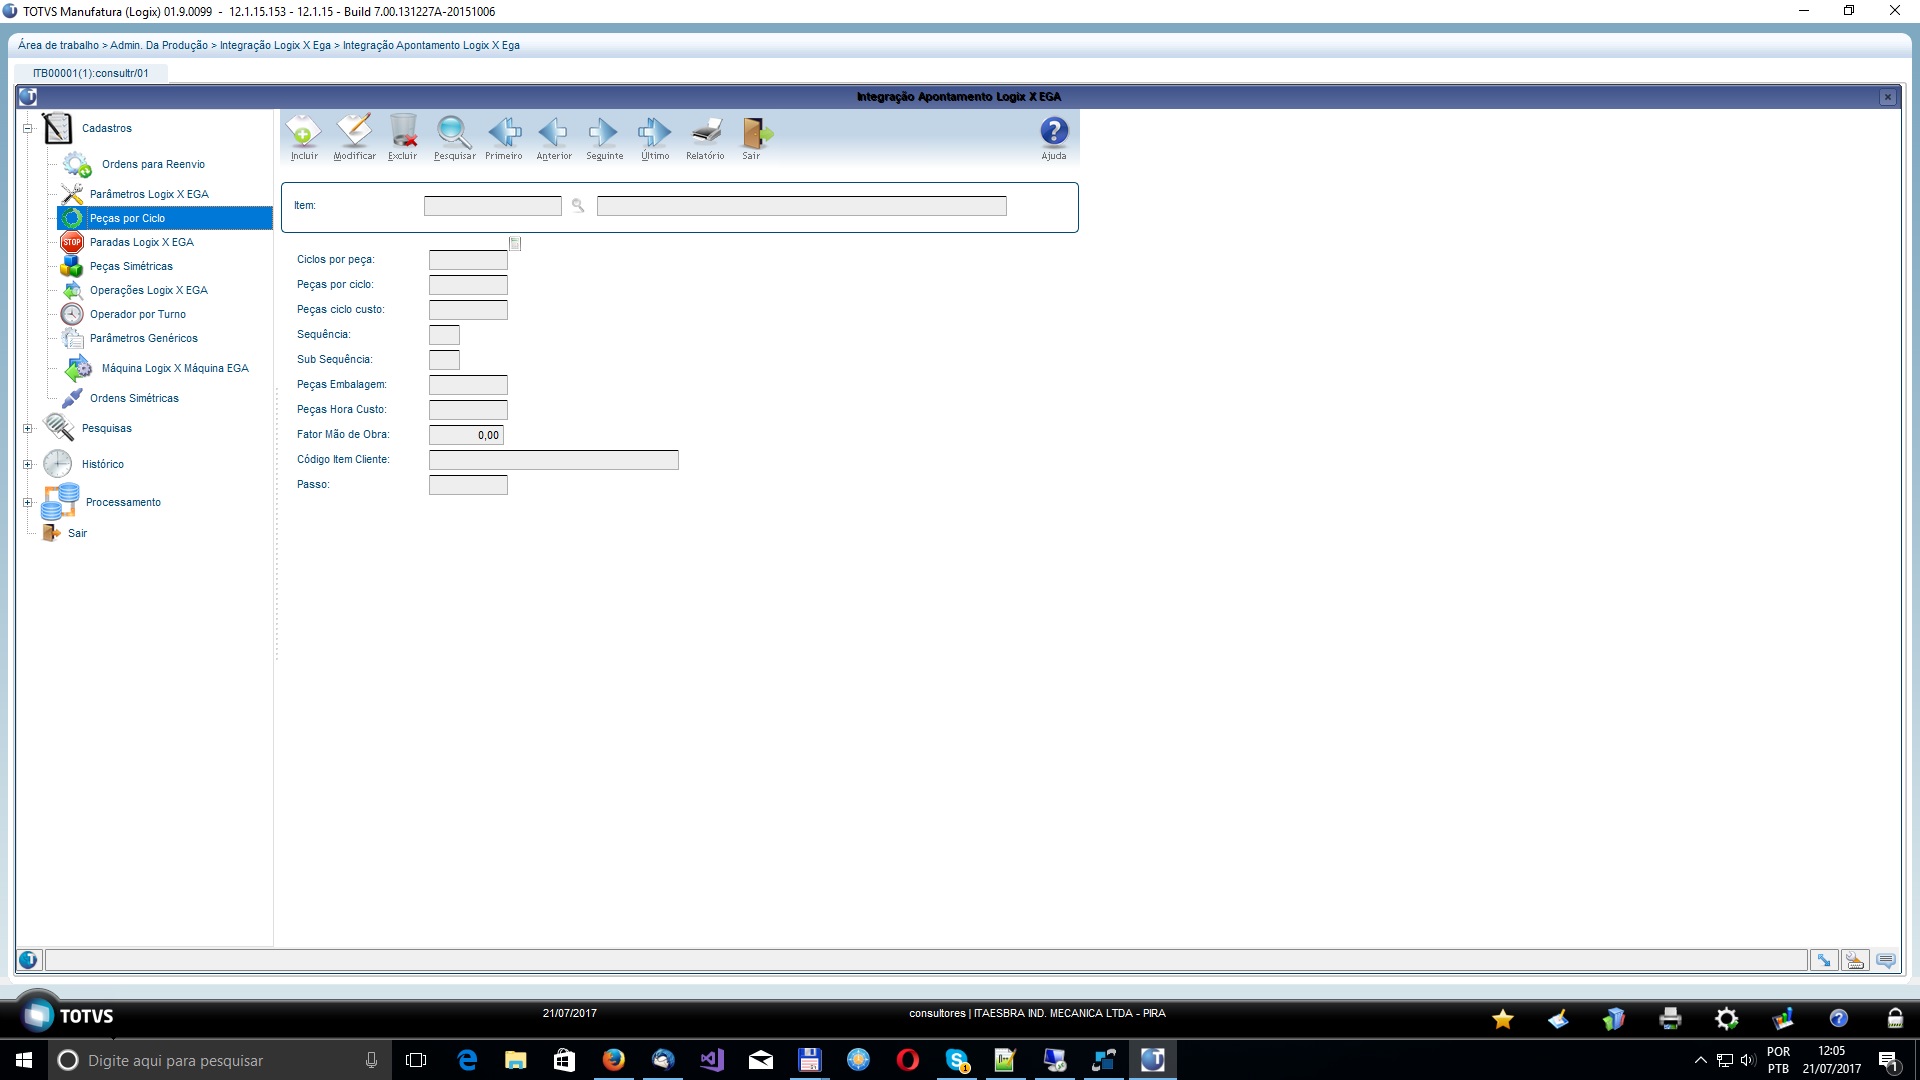 TOTVS Manufatura (Logix) 01.9.0099 - 12.1.15.153 - 12.1.15 - Build 7.00.131227A-20151006
Área de trabalho > Admin. Da Produção > Integração Logix X Ega > Integração Apontamento Logix X Ega
ITB00001(1):consultr/01
Integração Apontamento Logix X EGA
Cadastros
Ordens para Reenvio
Parâmetros Logix X EGA
Peças por Ciclo
STOP
Paradas Logix X EGA
Peças Simétricas
Operações Logix X EGA
Operador por Turno
Parâmetros Genéricos
Máquina Logix X Máquina EGA
Ordens Simétricas
Pesquisas
Histórico
Processamento
Sair
Incluir Modificar Excluir Pesquisar Primeiro Anterior Seguinte Último Relatório Sair Ajuda
Item:
Ciclos por peça:
Peças por ciclo:
Peças ciclo custo:
Sequência:
Sub Sequência:
Peças Embalagem:
Peças Hora Custo:
Fator Mão de Obra: 0,00
Código Item Cliente:
Passo:
TOTVS 21/07/2017 consultores | ITAESBRA IND. MECANICA LTDA - PIRA
Digite aqui para pesquisar
POR
PTB
12:05
21/07/2017
1